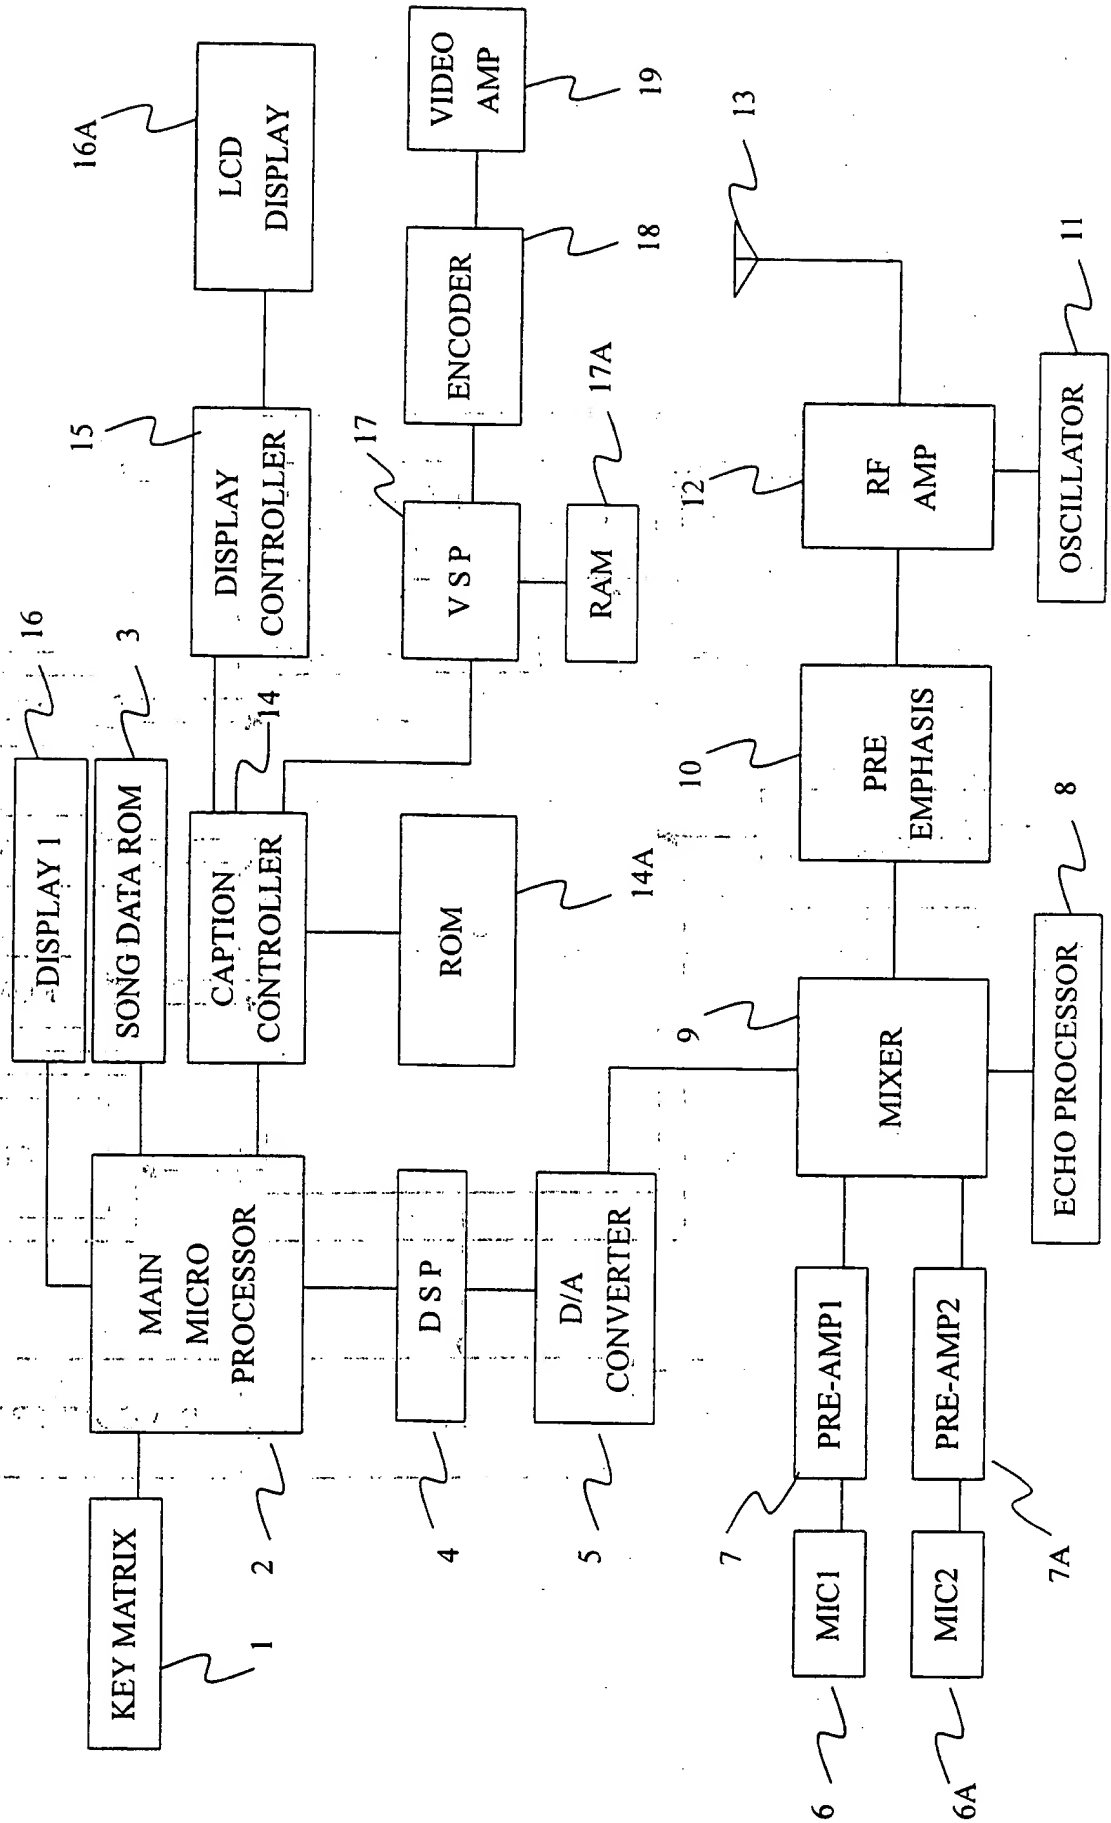 16A
LCD
DISPLAY
VIDEO
AMP
19
15
DISPLAY
CONTROLLER
17
ENCODER
18
13
16
DISPLAY 1
3
SONG DATA ROM
14
CAPTION
CONTROLLER
V S P
RAM
17A
ROM
14A
12
RF
AMP
OSCILLATOR
11
10
PRE
EMPHASIS
KEY MATRIX
1
MAIN
MICRO
PROCESSOR
2
D S P
4
D/A
CONVERTER
5
9
MIXER
ECHO PROCESSOR
8
7
PRE-AMP1
PRE-AMP2
7A
MIC1
6
MIC2
6A